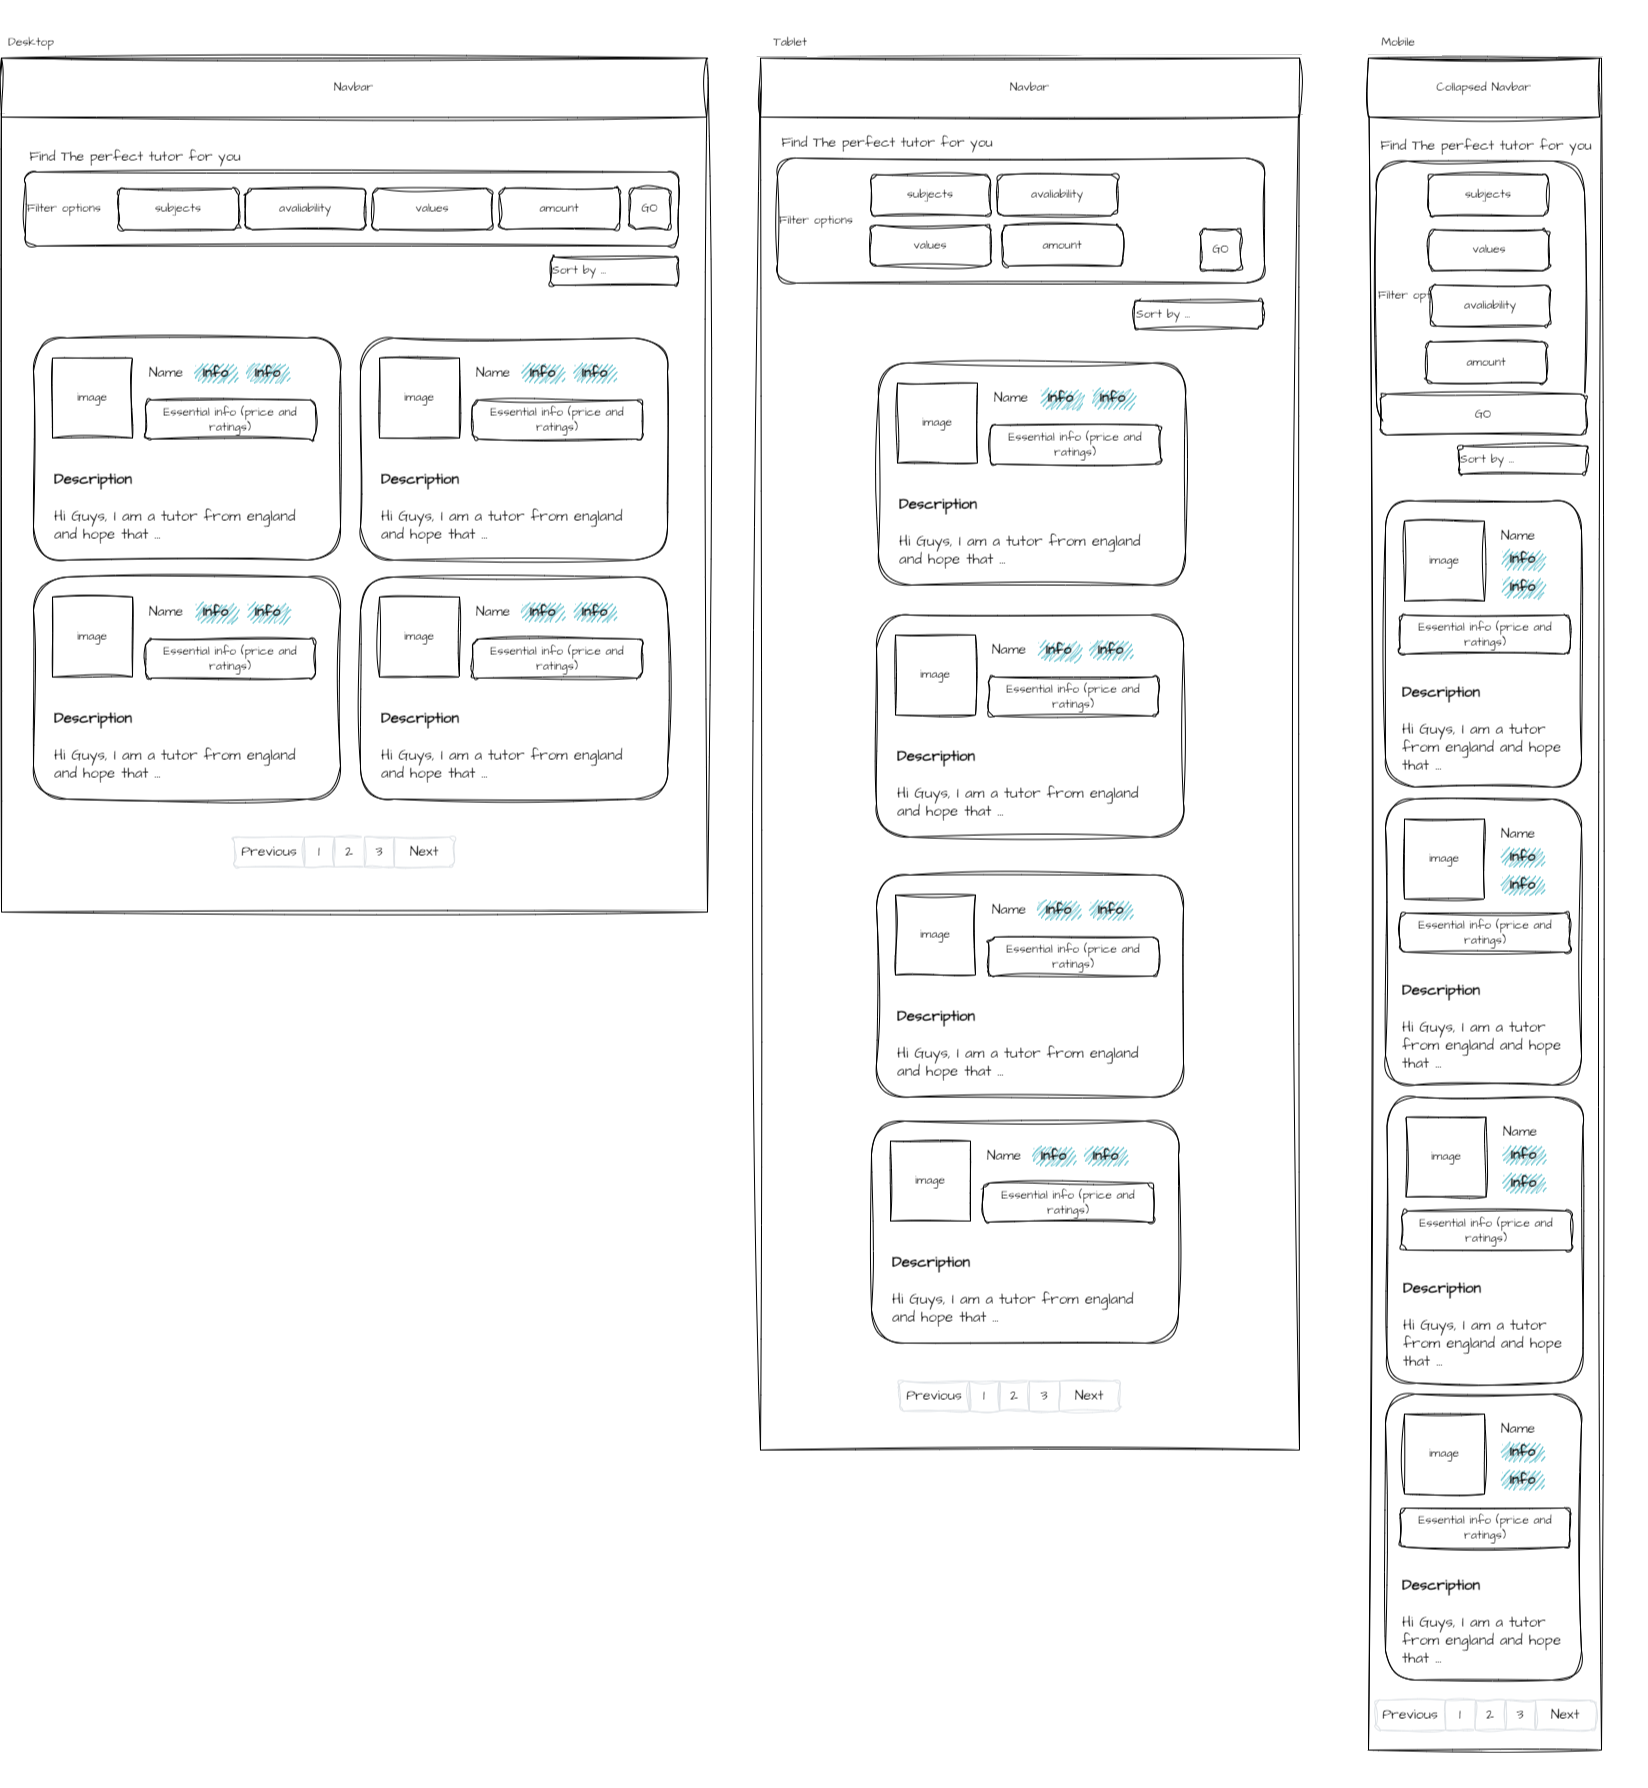 Desktop
Navbar
Find The perfect tutor for you
Filter options
subjects
avaliability
values
amount
GO
Sort by ...
image
Name
Info
Info
Essential info (price and
ratings)
Description
Hi Guys, I am a tutor from england
and hope that ...
image
Name
Info
Info
Essential info (price and
ratings)
Description
Hi Guys, I am a tutor from england
and hope that ...
image
Name
Info
Info
Essential info (price and
ratings)
Description
Hi Guys, I am a tutor from england
and hope that ...
image
Name
Info
Info
Essential info (price and
ratings)
Description
Hi Guys, I am a tutor from england
and hope that ...
Previous
1
2
3
Next
Tablet
Navbar
Find The perfect tutor for you
Filter options
subjects
avaliability
values
amount
GO
Sort by ...
image
Name
Info
Info
Essential info (price and
ratings)
Description
Hi Guys, I am a tutor from england
and hope that ...
image
Name
Info
Info
Essential info (price and
ratings)
Description
Hi Guys, I am a tutor from england
and hope that ...
image
Name
Info
Info
Essential info (price and
ratings)
Description
Hi Guys, I am a tutor from england
and hope that ...
image
Name
Info
Info
Essential info (price and
ratings)
Description
Hi Guys, I am a tutor from england
and hope that ...
Previous
1
2
3
Next
Mobile
Collapsed Navbar
Find The perfect tutor for you
subjects
values
Filter opt
avaliability
amount
GO
Sort by ...
image
Name
Info
Info
Essential info (price and
ratings)
Description
Hi Guys, I am a tutor
from england and hope
that ...
image
Name
Info
Info
Essential info (price and
ratings)
Description
Hi Guys, I am a tutor
from england and hope
that ...
image
Name
Info
Info
Essential info (price and
ratings)
Description
Hi Guys, I am a tutor
from england and hope
that ...
image
Name
Info
Info
Essential info (price and
ratings)
Description
Hi Guys, I am a tutor
from england and hope
that ...
Previous
1
2
3
Next